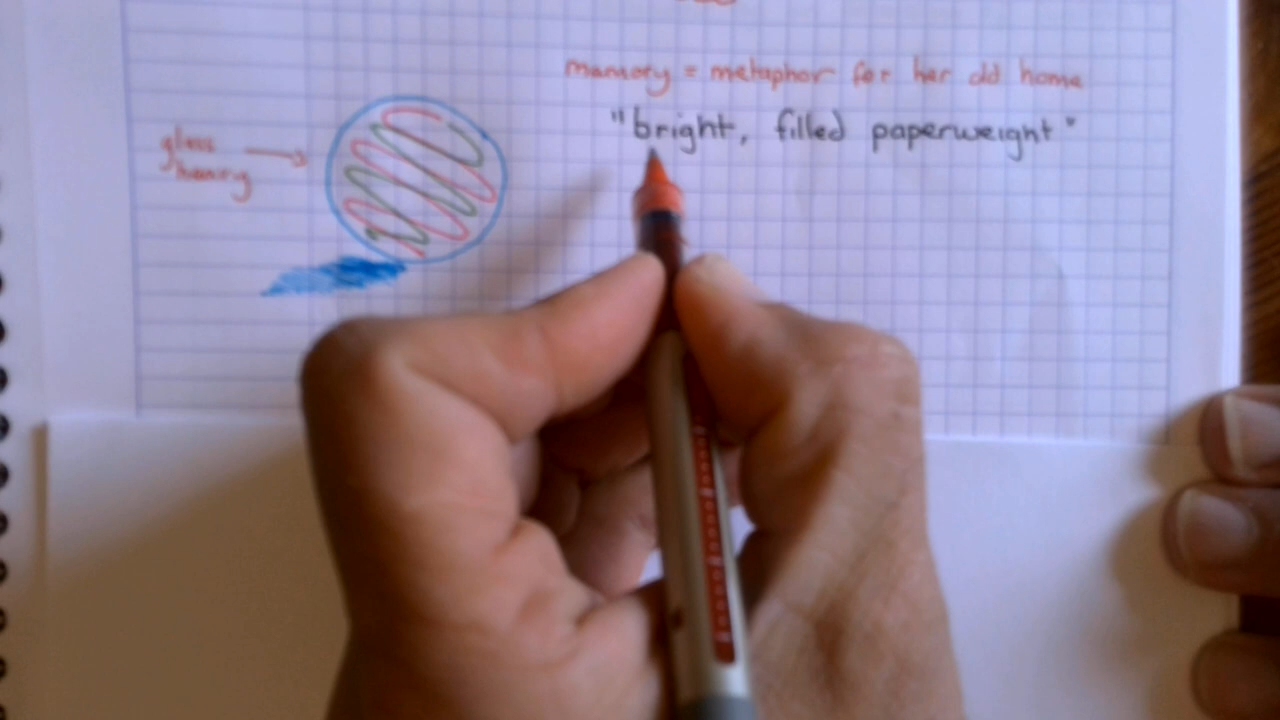 memory = metaphor for her old home
"bright, filled paperweight"
glass
heavy